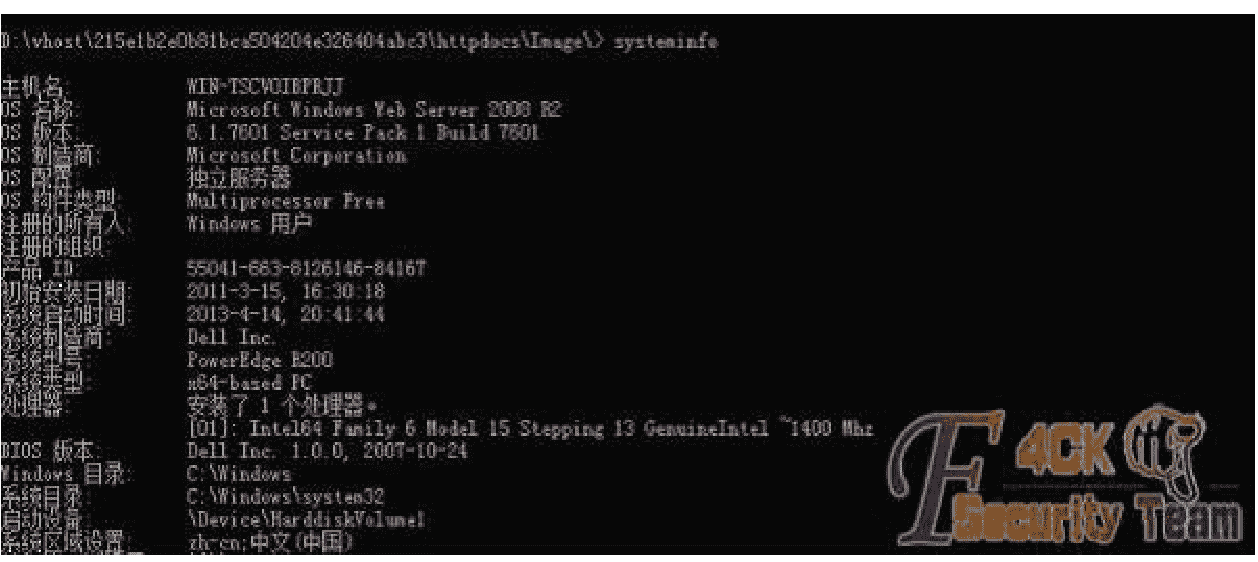 D:\vhost\215e1b2e0b81bca504204e326404abc3\httpdocs\Image\> systeminfo
主机名: WIN-TSCVOIBPRJJ
OS 名称: Microsoft Windows Web Server 2008 R2
OS 版本: 6.1.7601 Service Pack 1 Build 7601
OS 制造商: Microsoft Corporation
OS 配置: 独立服务器
OS 构件类型: Multiprocessor Free
注册的所有人: Windows 用户
注册的组织:
产品 ID: 55041-663-8126146-84167
初始安装日期: 2011-3-15, 16:30:18
系统启动时间: 2013-4-14, 20:41:44
系统制造商: Dell Inc.
系统型号: PowerEdge R200
系统类型: x64-based PC
处理器: 安装了 1 个处理器。
[01]: Intel64 Family 6 Model 15 Stepping 13 GenuineIntel ~1400 Mhz
BIOS 版本: Dell Inc. 1.0.0, 2007-10-24
Windows 目录: C:\Windows
系统目录: C:\Windows\system32
启动设备: \Device\HarddiskVolume1
系统区域设置: zh-cn;中文(中国)
F4CK
Security Team